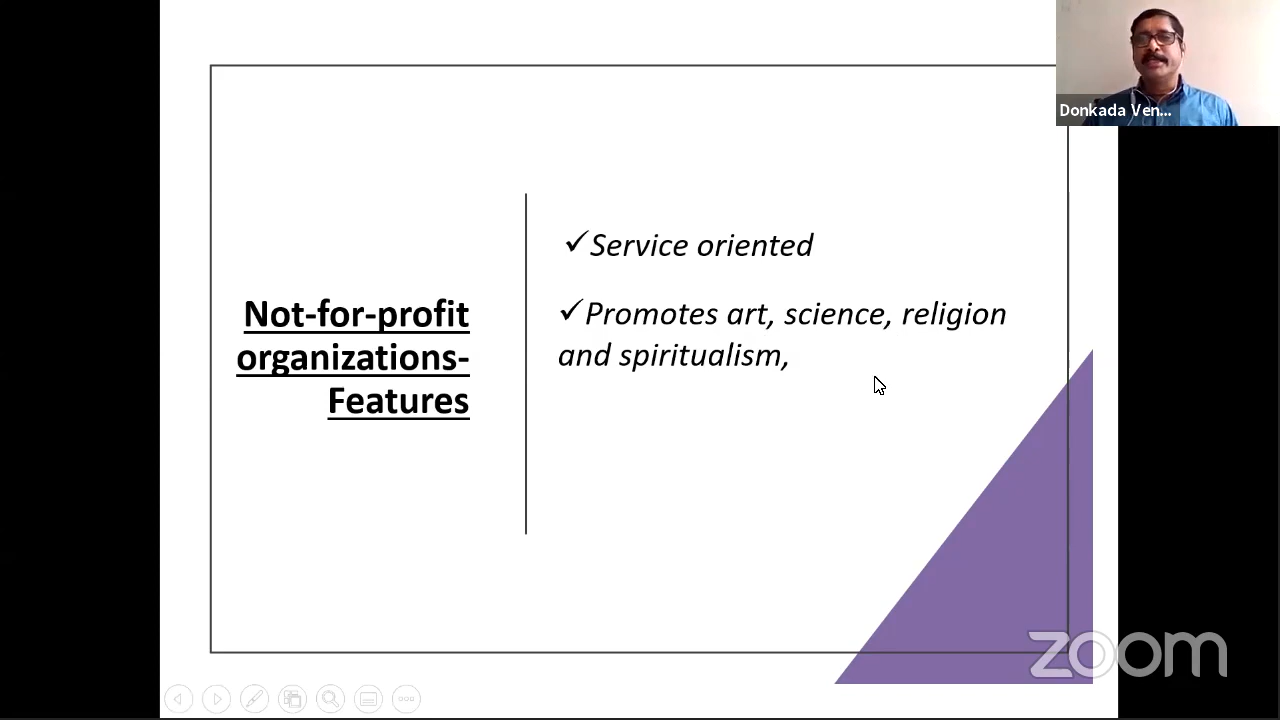 Donkada Ven...
✓Service oriented
✓Promotes art, science, religion
and spiritualism,
Not-for-profit
organizations-
Features
zoom